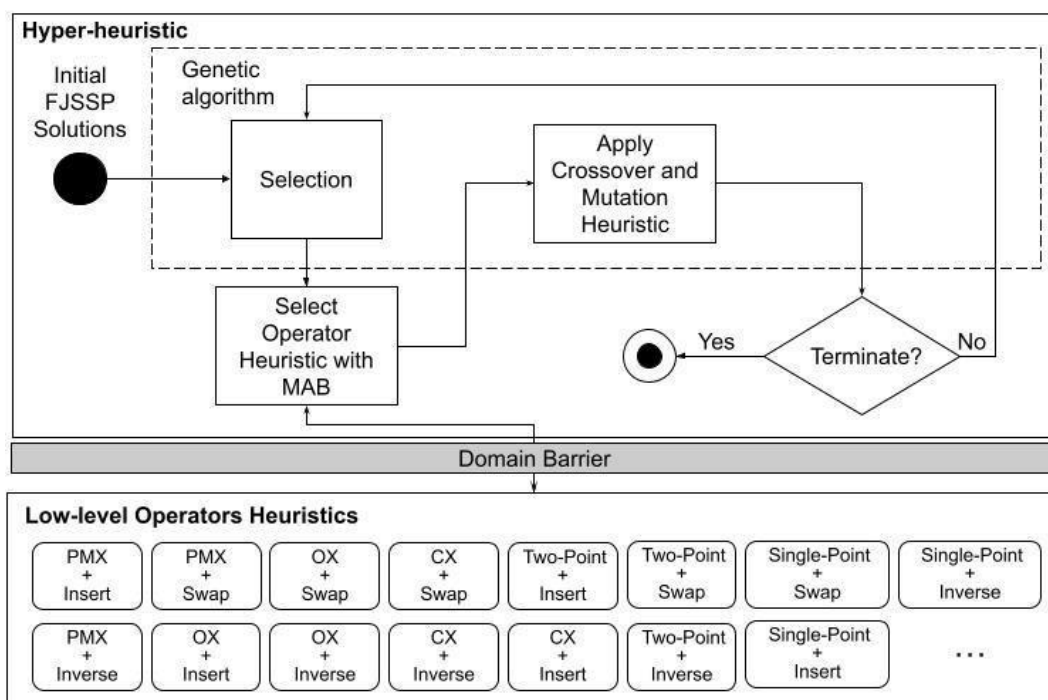 Hyper-heuristic
Initial
FJSSP
Solutions
Genetic
algorithm
Selection
Apply
Crossover and
Mutation
Heuristic
Select
Operator
Heuristic with
MAB
Yes
Terminate?
No
Domain Barrier
Low-level Operators Heuristics
PMX
+
Insert
PMX
+
Swap
OX
+
Swap
CX
+
Swap
Two-Point
+
Insert
Two-Point
+
Swap
Single-Point
+
Swap
Single-Point
+
Inverse
PMX
+
Inverse
OX
+
Insert
OX
+
Inverse
CX
+
Inverse
CX
+
Insert
Two-Point
+
Inverse
Single-Point
+
Insert
...